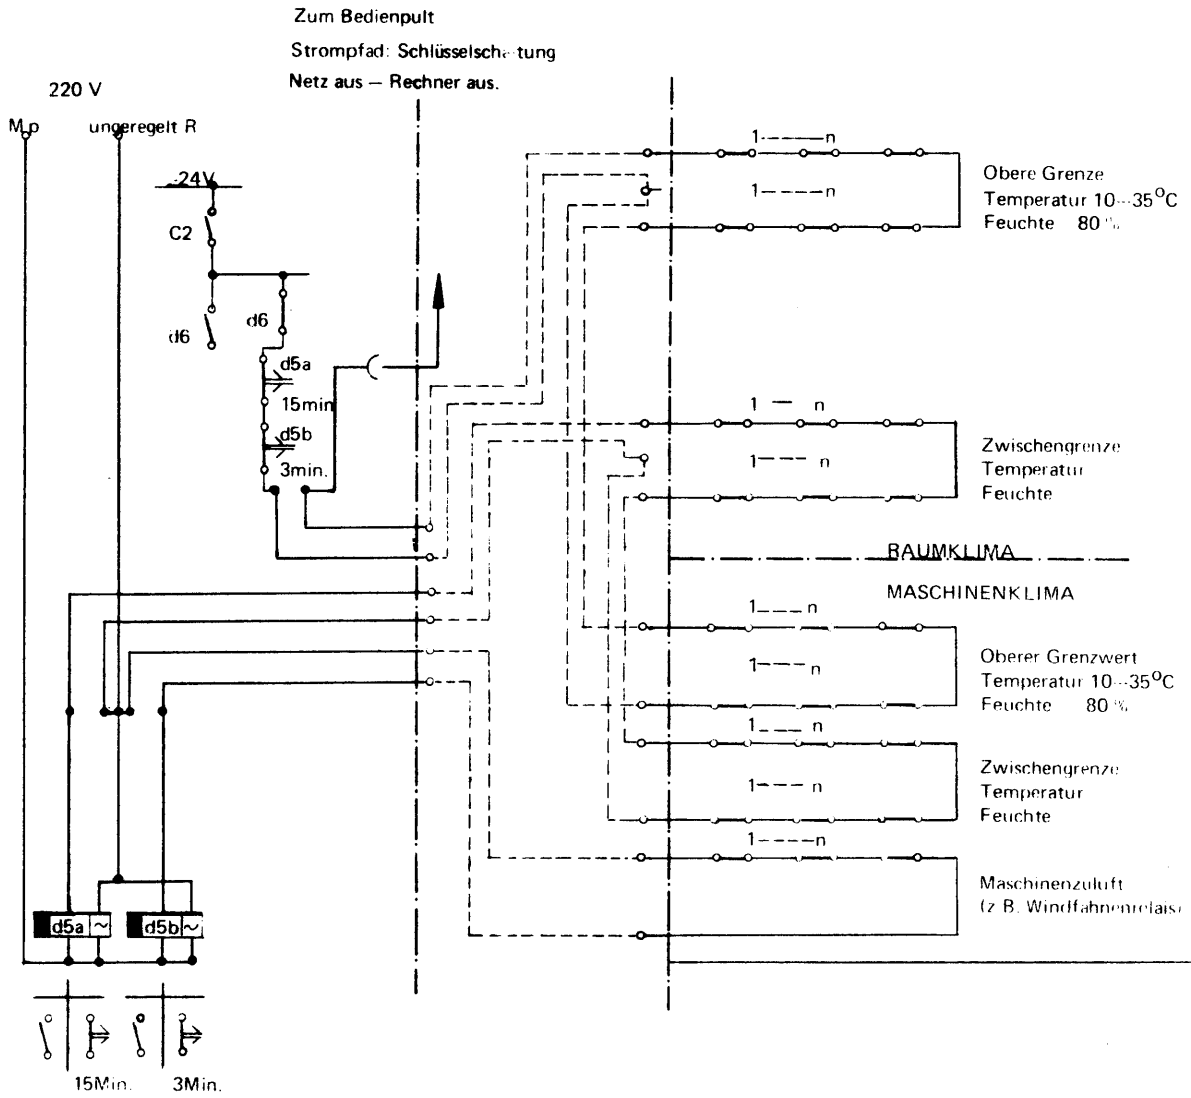 Zum Bedienpult
Strompfad: Schlüsselscha tung
Netz aus — Rechner aus.
220 V
Mp
ungeregelt R
-24V
C2
d6
d6
d5a
15min
d5b
3min.
1-----n
1-----n
Obere Grenze
Temperatur 10...35°C
Feuchte 80 %
1 — n
1---- n
Zwischengrenze
Temperatur
Feuchte
RAUMKLIMA
MASCHINENKLIMA
1---- n
1----n
Oberer Grenzwert
Temperatur 10...35°C
Feuchte 80 %
1---- n
1---- n
Zwischengrenze
Temperatur
Feuchte
1-----n
Maschinenzuluft
(z B. Windfahnenrelais)
d5a ~
d5b ~
15Min.
3Min.